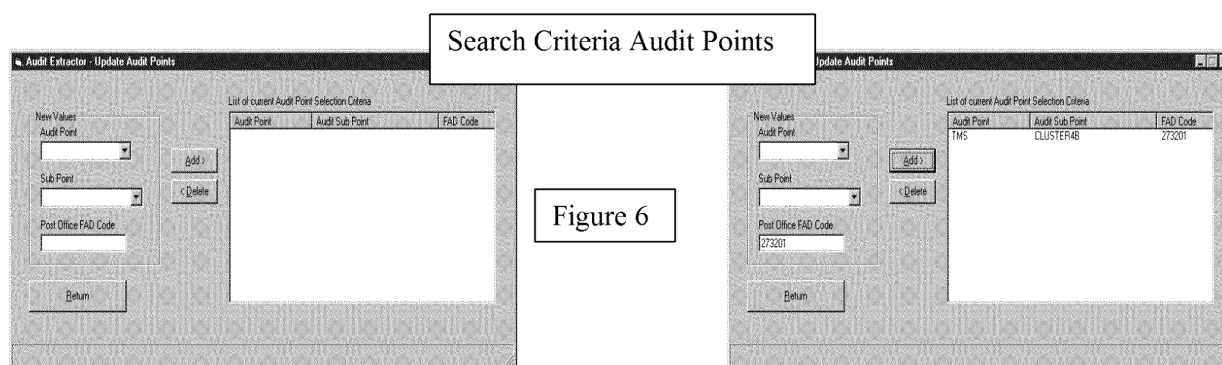 Search Criteria Audit Points
Audit Extractor - Update Audit Points
List of current Audit Point Selection Criteria
New Values
Audit Point
Sub Point
Post Office FAD Code
Add >
< Delete
Return
Audit Point Audit Sub Point FAD Code
Figure 6
Update Audit Points
List of current Audit Point Selection Criteria
New Values
Audit Point
Sub Point
Post Office FAD Code
273201
Add >
< Delete
Return
Audit Point Audit Sub Point FAD Code
TMS CLUSTER4B 273201